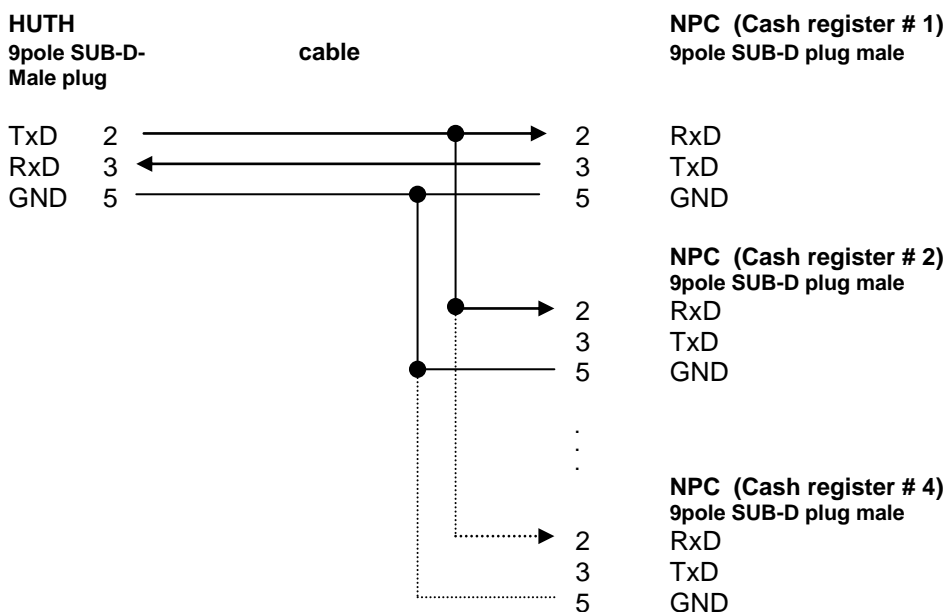 HUTH
9pole SUB-D-
Male plug
cable
NPC (Cash register # 1)
9pole SUB-D plug male
TxD 2 2 RxD
RxD 3 3 TxD
GND 5 5 GND
NPC (Cash register # 2)
9pole SUB-D plug male
2 RxD
3 TxD
5 GND
.
.
.
NPC (Cash register # 4)
9pole SUB-D plug male
2 RxD
3 TxD
5 GND